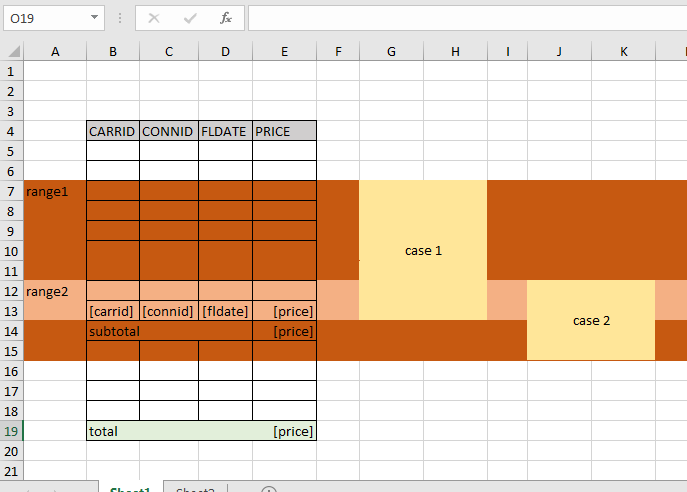 O19 fx
A B C D E F G H I J K
1
2
3
4 CARRID CONNID FLDATE PRICE
5
6
7 range1
8
9
10 case 1
11
12 range2
13 [carrid] [connid] [fldate] [price]
case 2
14 subtotal [price]
15
16
17
18
19 total [price]
20
21
Sheet1 Sheet2